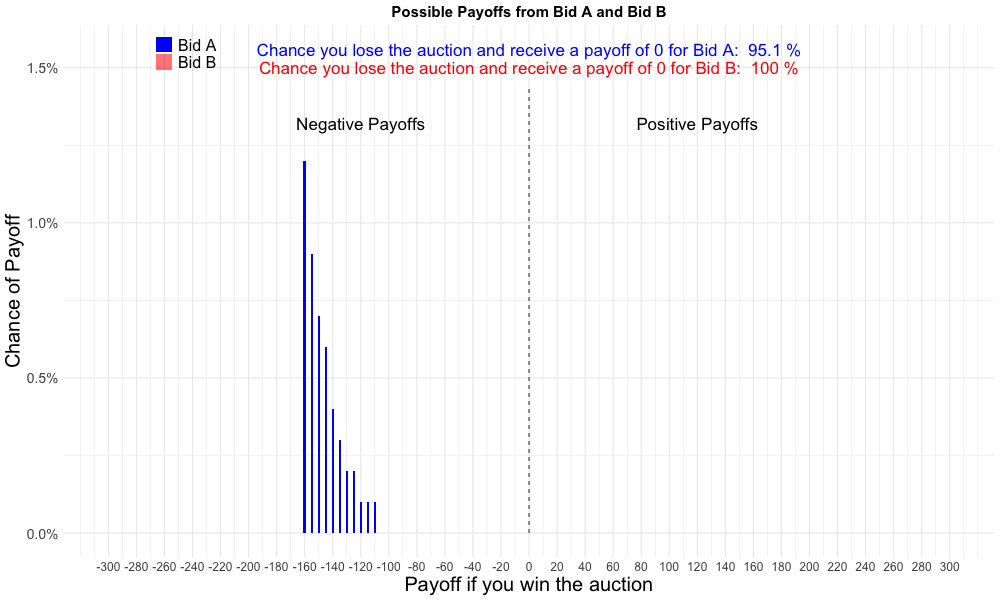 Possible Payoffs from Bid A and Bid B
Bid A
Bid B
Chance you lose the auction and receive a payoff of 0 for Bid A:  95.1 %
Chance you lose the auction and receive a payoff of 0 for Bid B:  100 %
Negative Payoffs
Positive Payoffs
Chance of Payoff
1.5%
1.0%
0.5%
0.0%
-300 -280 -260 -240 -220 -200 -180 -160 -140 -120 -100 -80 -60 -40 -20 0 20 40 60 80 100 120 140 160 180 200 220 240 260 280 300
Payoff if you win the auction